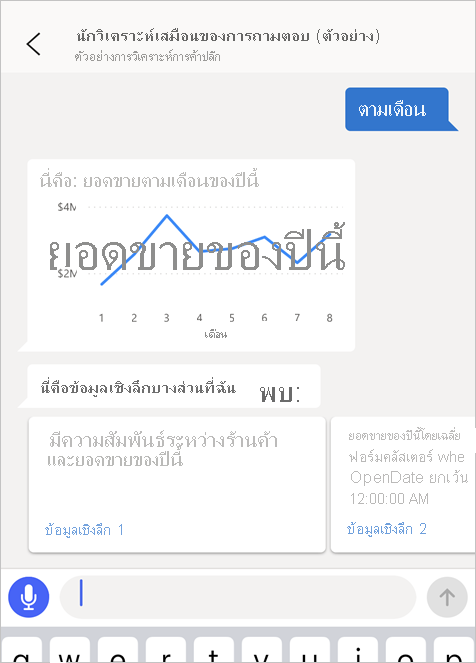 นักวิเคราะห์เสมือนของการถามตอบ (ตัวอย่าง)
ตัวอย่างการวิเคราะห์การค้าปลีก
ตามเดือน
นี่คือ: ยอดขายตามเดือนของปีนี้
$4M
ยอดขายของปีนี้
$2M
1 2 3 4 5 6 7 8
เดือน
นี่คือข้อมูลเชิงลึกบางส่วนที่ฉัน พบ:
มีความสัมพันธ์ระหว่างร้านค้า
และยอดขายของปีนี้
ข้อมูลเชิงลึก 1
ยอดขายของปีนี้โดยเฉลี่ย
ฟอร์มคลัสเตอร์ whe
OpenDate ยกเว้น
12:00:00 AM
ข้อมูลเชิงลึก 2
q w e r t y u i o p